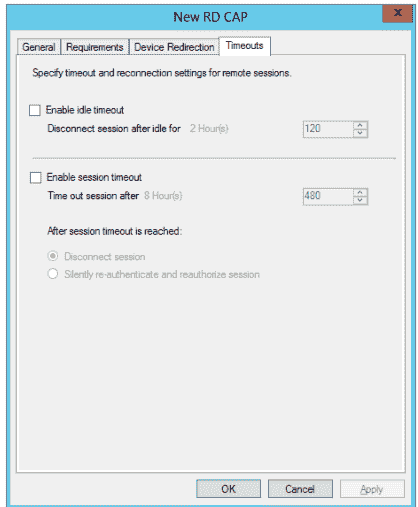 New RD CAP
x
General Requirements Device Redirection Timeouts
Specify timeout and reconnection settings for remote sessions.
Enable idle timeout
Disconnect session after idle for 2 Hour(s) 120
Enable session timeout
Time out session after 8 Hour(s) 480
After session timeout is reached:
Disconnect session
Silently re-authenticate and reauthorize session
OK Cancel Apply